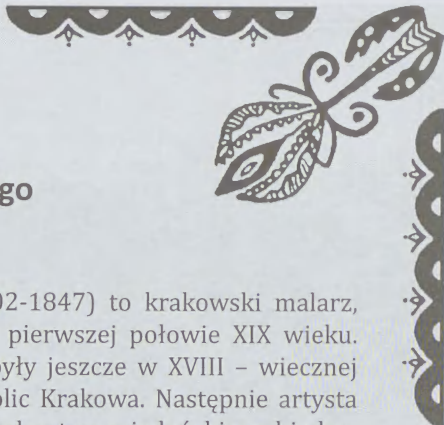 go
02-1847) to krakowski malarz,
pierwszej połowie XIX wieku.
były jeszcze w XVIII – wiecznej
olic Krakowa. Następnie artysta